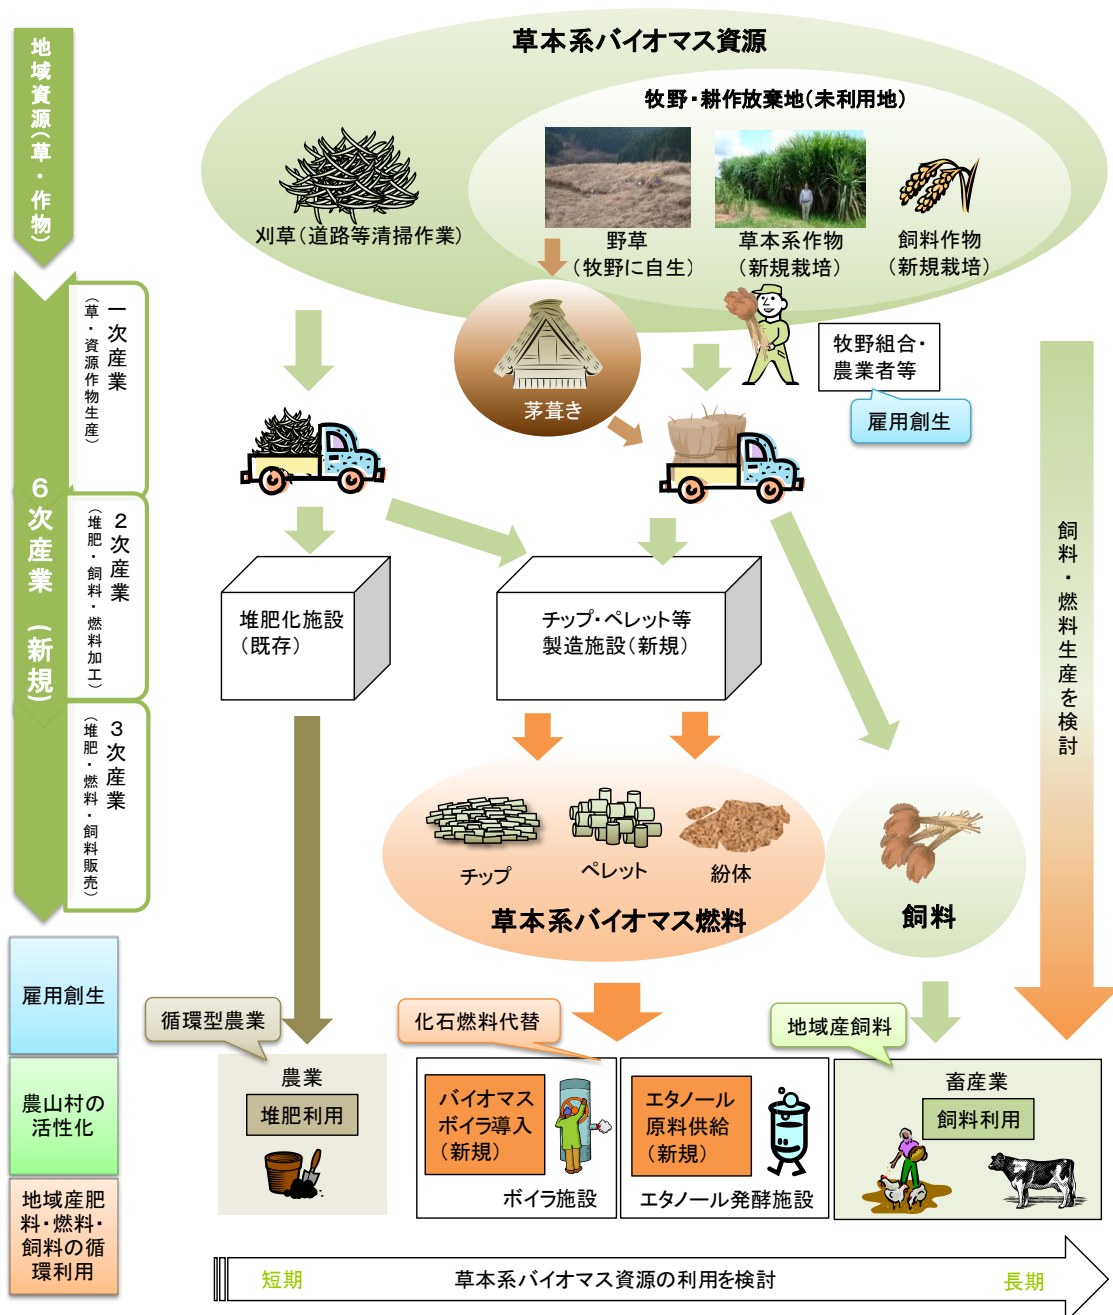 地域資源(草・作物)
草本系バイオマス資源
牧野・耕作放棄地(未利用地)
刈草(道路等清掃作業)
野草
(牧野に自生)
草本系作物
(新規栽培)
飼料作物
(新規栽培)
茅葺き
牧野組合・
農業者等
雇用創生
6次産業 (新規)
一次産業
(草・資源作物生産)
2次産業
(堆肥・飼料・燃料加工)
3次産業
(堆肥・燃料・飼料販売)
堆肥化施設
(既存)
チップ・ペレット等
製造施設(新規)
飼料・燃料生産を検討
チップ
ペレット
紛体
草本系バイオマス燃料
飼料
雇用創生
農山村の
活性化
地域産肥
料・燃料・
飼料の循
環利用
循環型農業
化石燃料代替
地域産飼料
農業
堆肥利用
バイオマス
ボイラ導入
(新規)
ボイラ施設
エタノール
原料供給
(新規)
エタノール発酵施設
畜産業
飼料利用
短期
草本系バイオマス資源の利用を検討
長期